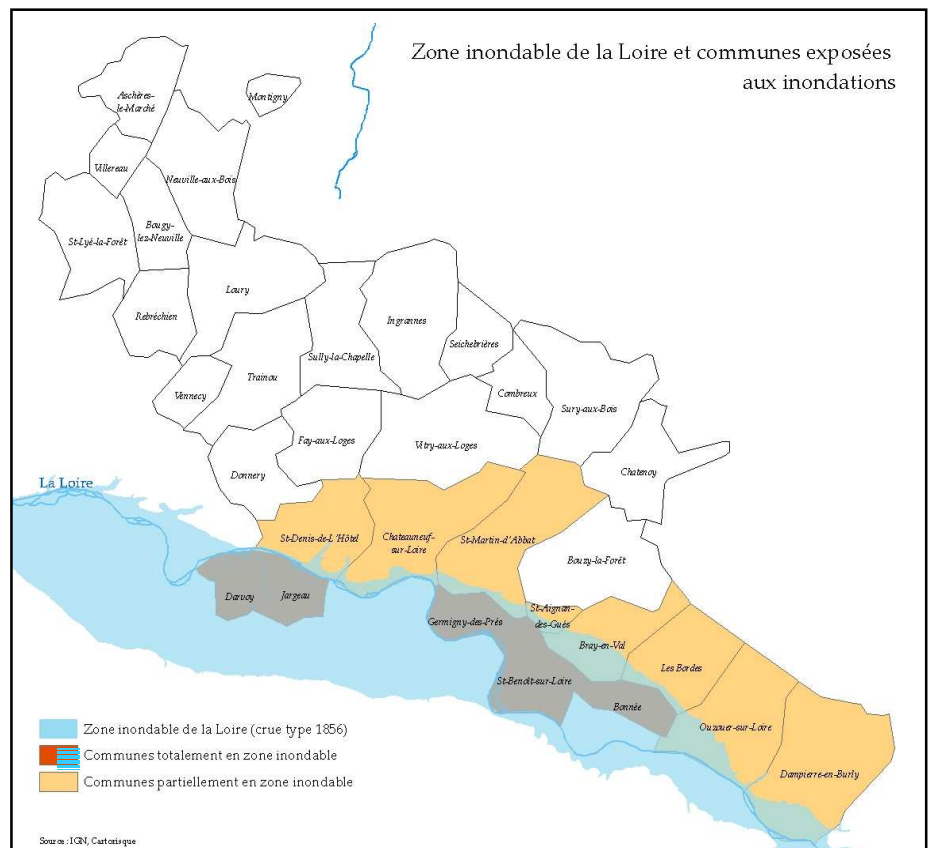 Zone inondable de la Loire et communes exposées
aux inondations
Aschères-
le-Marché
Montigny
Villereau
Neuville-aux-Bois
St-Lyé-la-Forêt
Bougy-
lez-Neuville
Loury
Rebréchien
Ingrannes
Seichebrières
Sully-la-Chapelle
Trainou
Vennecy
Combreux
Sury-aux-Bois
Fay-aux-Loges
Vitry-aux-Loges
Donnery
Chatenoy
La Loire
St-Denis-de-L'Hôtel
Chateauneuf-
sur-Loire
St-Martin-d'Abbat
Bouzy-la-Forêt
Darvoy
Jargeau
Germigny-des-Prés
St-Aignan-
des-Gués
Bray-en-Val
Les Bordes
St-Benoît-sur-Loire
Bonnée
Ouzouer-sur-Loire
Dampierre-en-Burly
Zone inondable de la Loire (crue type 1856)
Communes totalement en zone inondable
Communes partiellement en zone inondable
Source : IGN, Cartorisque